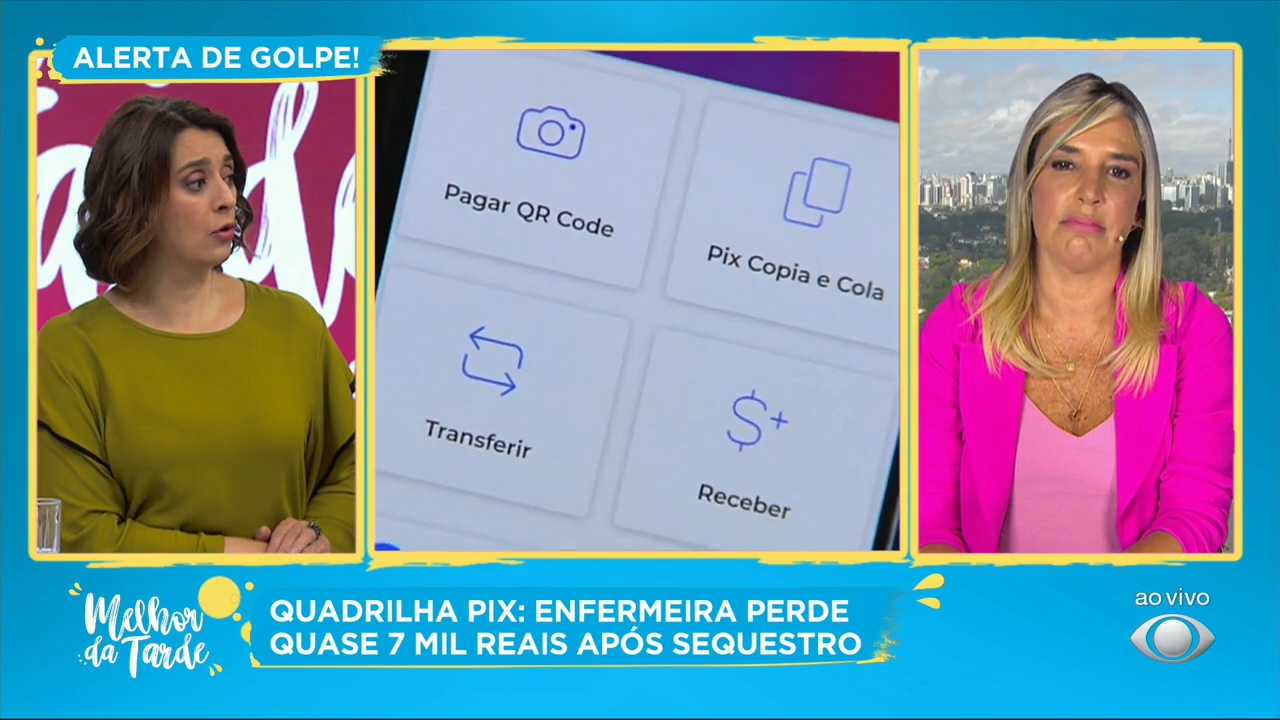 ALERTA DE GOLPE!
Pagar QR Code
Pix Copia e Cola
Transferir
Receber
Melhor
da Tarde
QUADRILHA PIX: ENFERMEIRA PERDE
QUASE 7 MIL REAIS APÓS SEQUESTRO
ao vivo